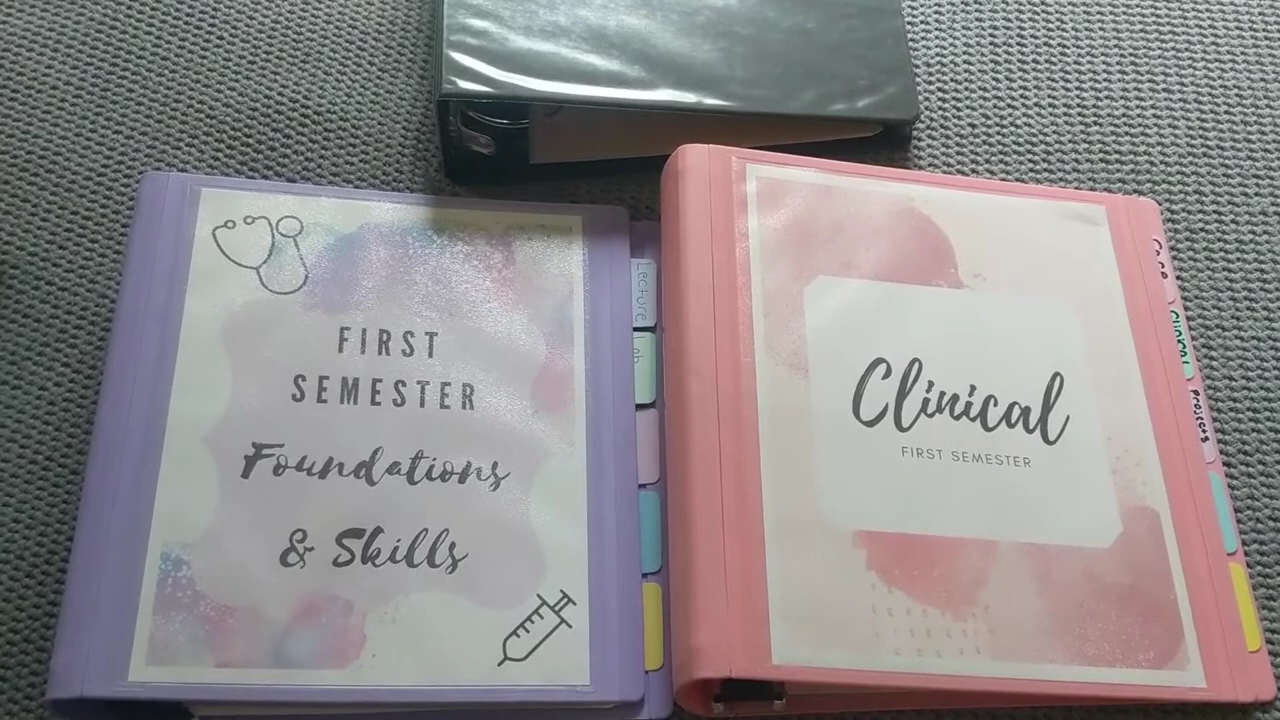 FIRST
SEMESTER
Foundations
& Skills
Lecture
Lab
Clinical
FIRST SEMESTER
Clinical
Projects